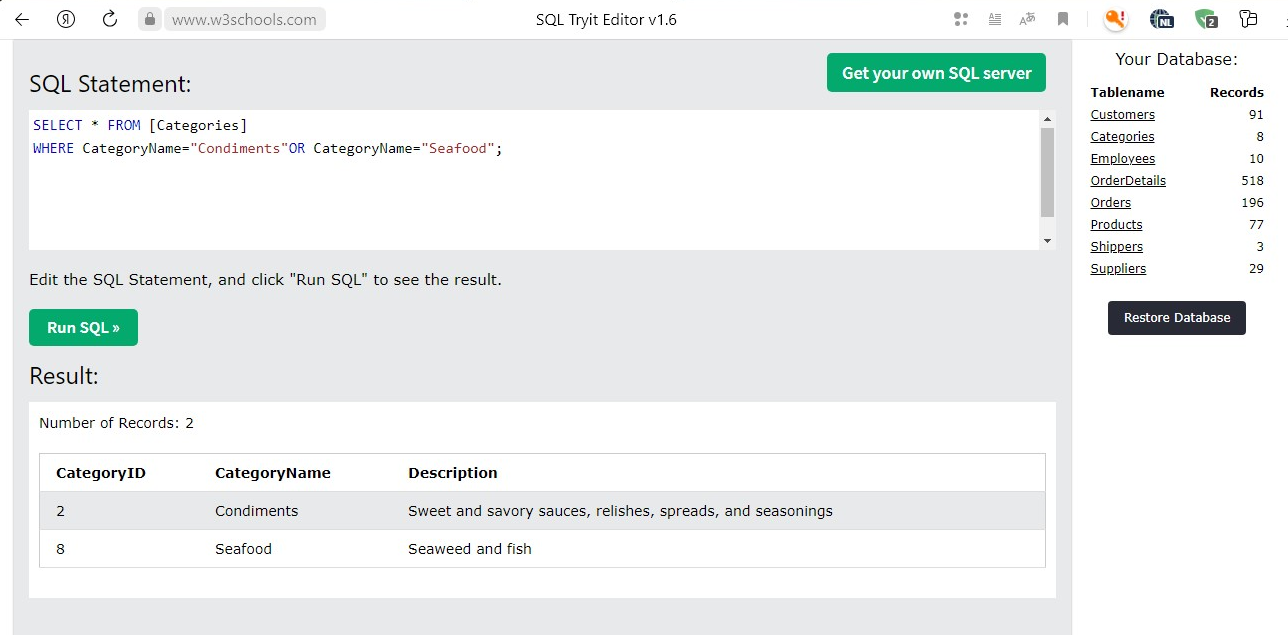 www.w3schools.com SQL Tryit Editor v1.6 NL 2
SQL Statement:
Get your own SQL server
SELECT * FROM [Categories]
WHERE CategoryName="Condiments"OR CategoryName="Seafood";
Edit the SQL Statement, and click "Run SQL" to see the result.
Run SQL »
Result:
Number of Records: 2
CategoryID CategoryName Description
2 Condiments Sweet and savory sauces, relishes, spreads, and seasonings
8 Seafood Seaweed and fish
Your Database:
Tablename Records
Customers 91
Categories 8
Employees 10
OrderDetails 518
Orders 196
Products 77
Shippers 3
Suppliers 29
Restore Database